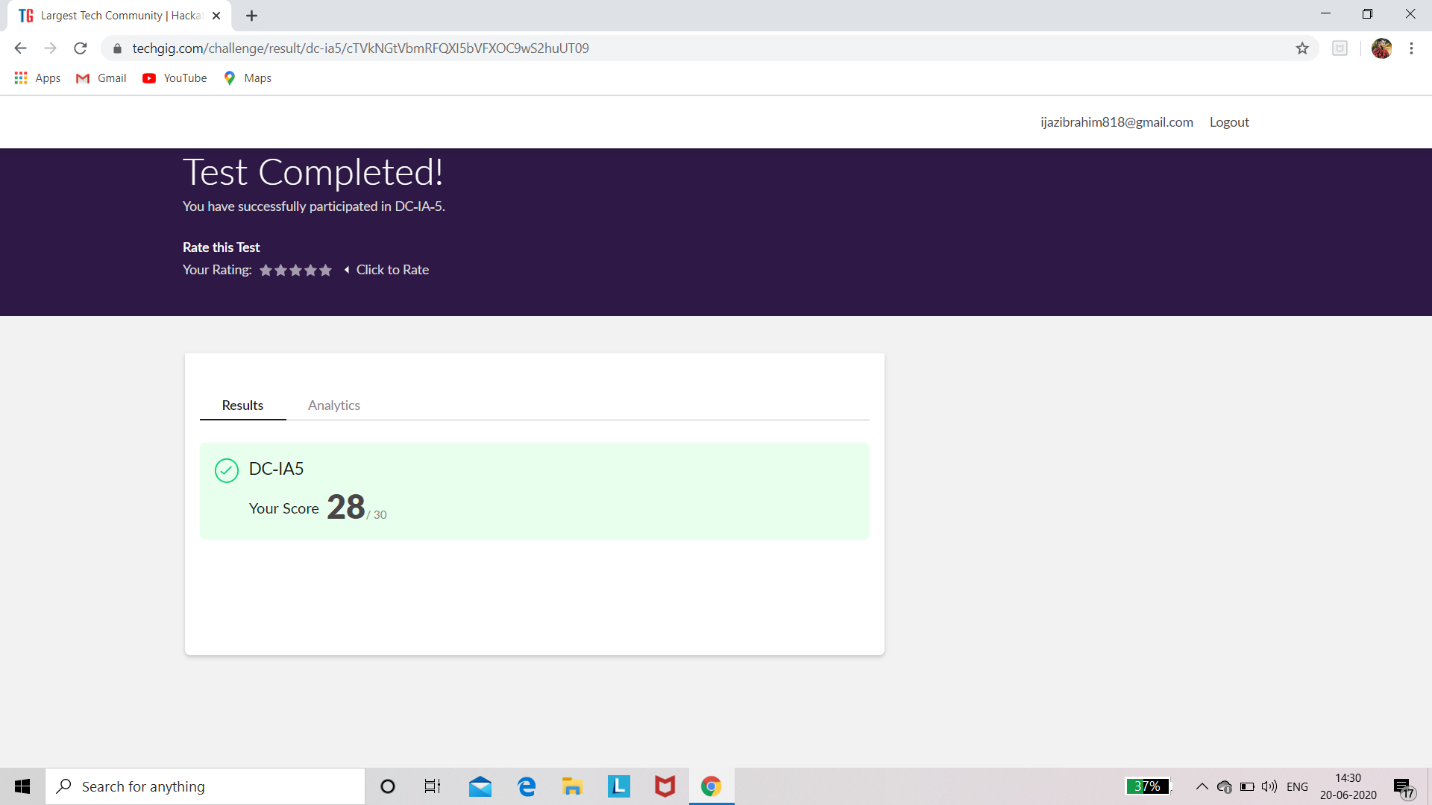 TG Largest Tech Community | Hacka
techgig.com/challenge/result/dc-ia5/cTVkNGtVbmRFQXI5bVFXOC9wS2huUT09
Apps Gmail YouTube Maps
ijazibrahim818@gmail.com Logout
Test Completed!
You have successfully participated in DC-IA-5.
Rate this Test
Your Rating: Click to Rate
Results Analytics
DC-IA5
Your Score 28 / 30
Search for anything
L
37%
ENG
14:30
20-06-2020
17